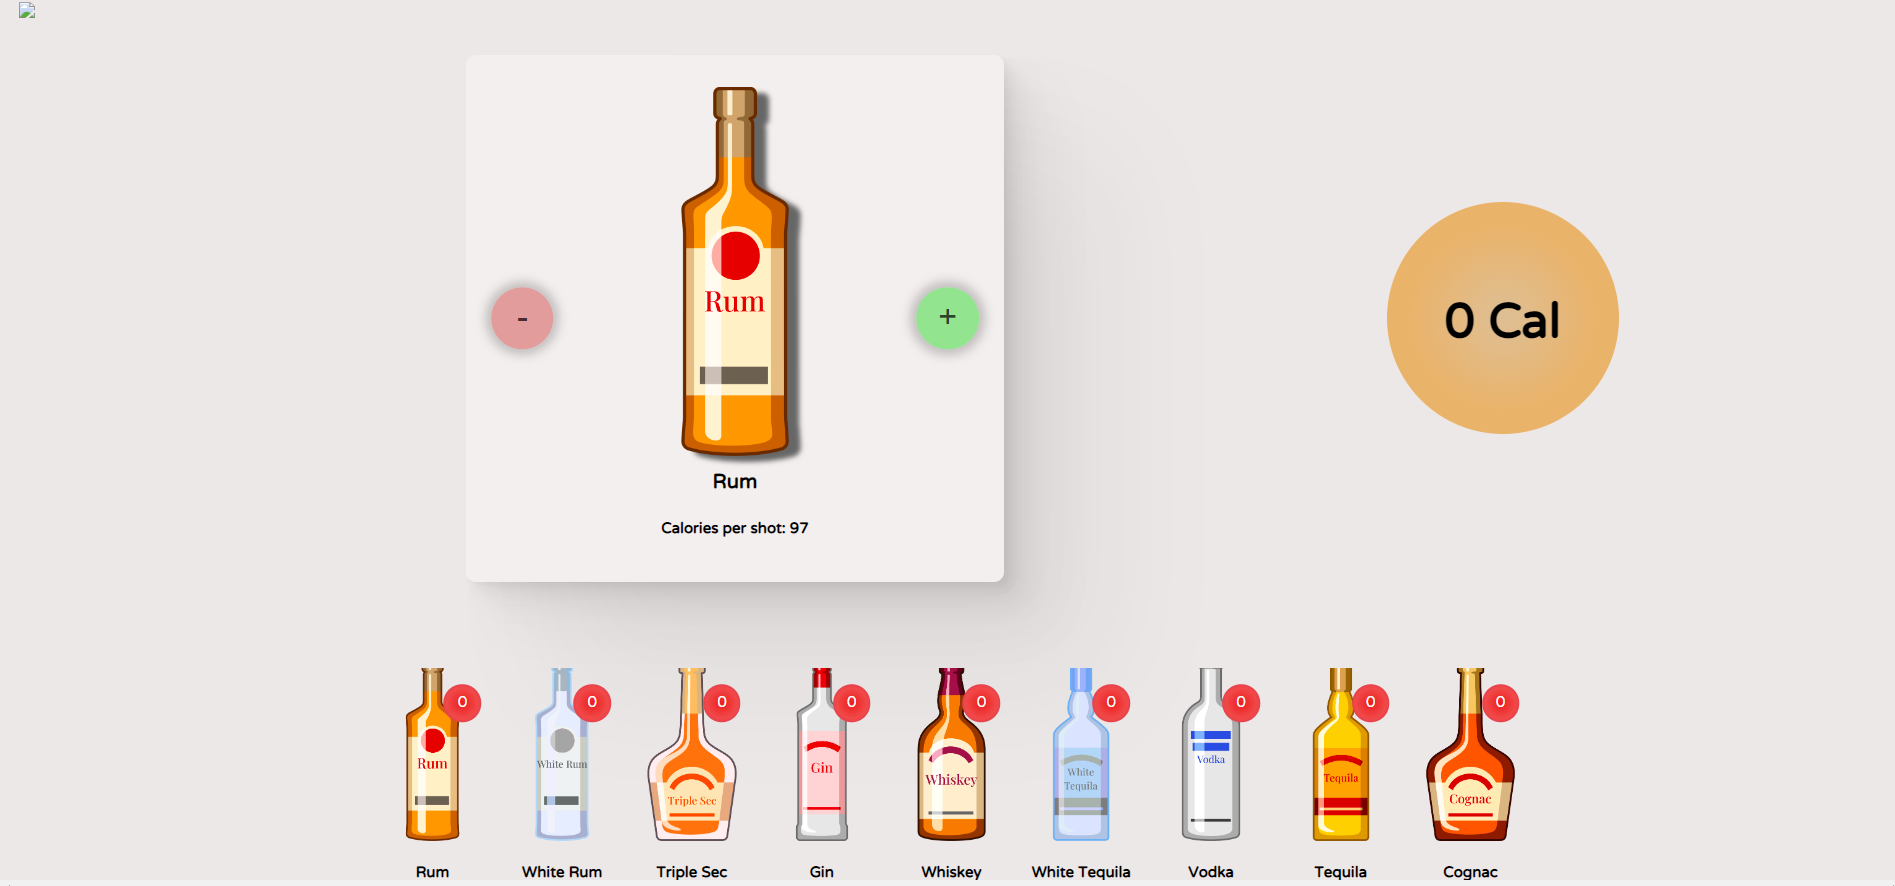 Rum
-
+
0 Cal
Rum
Calories per shot: 97
0
0
0
0
0
0
0
0
0
Rum
White Rum
Triple Sec
Gin
Whiskey
White
Tequila
Vodka
Tequila
Cognac
Rum
White Rum
Triple Sec
Gin
Whiskey
White Tequila
Vodka
Tequila
Cognac